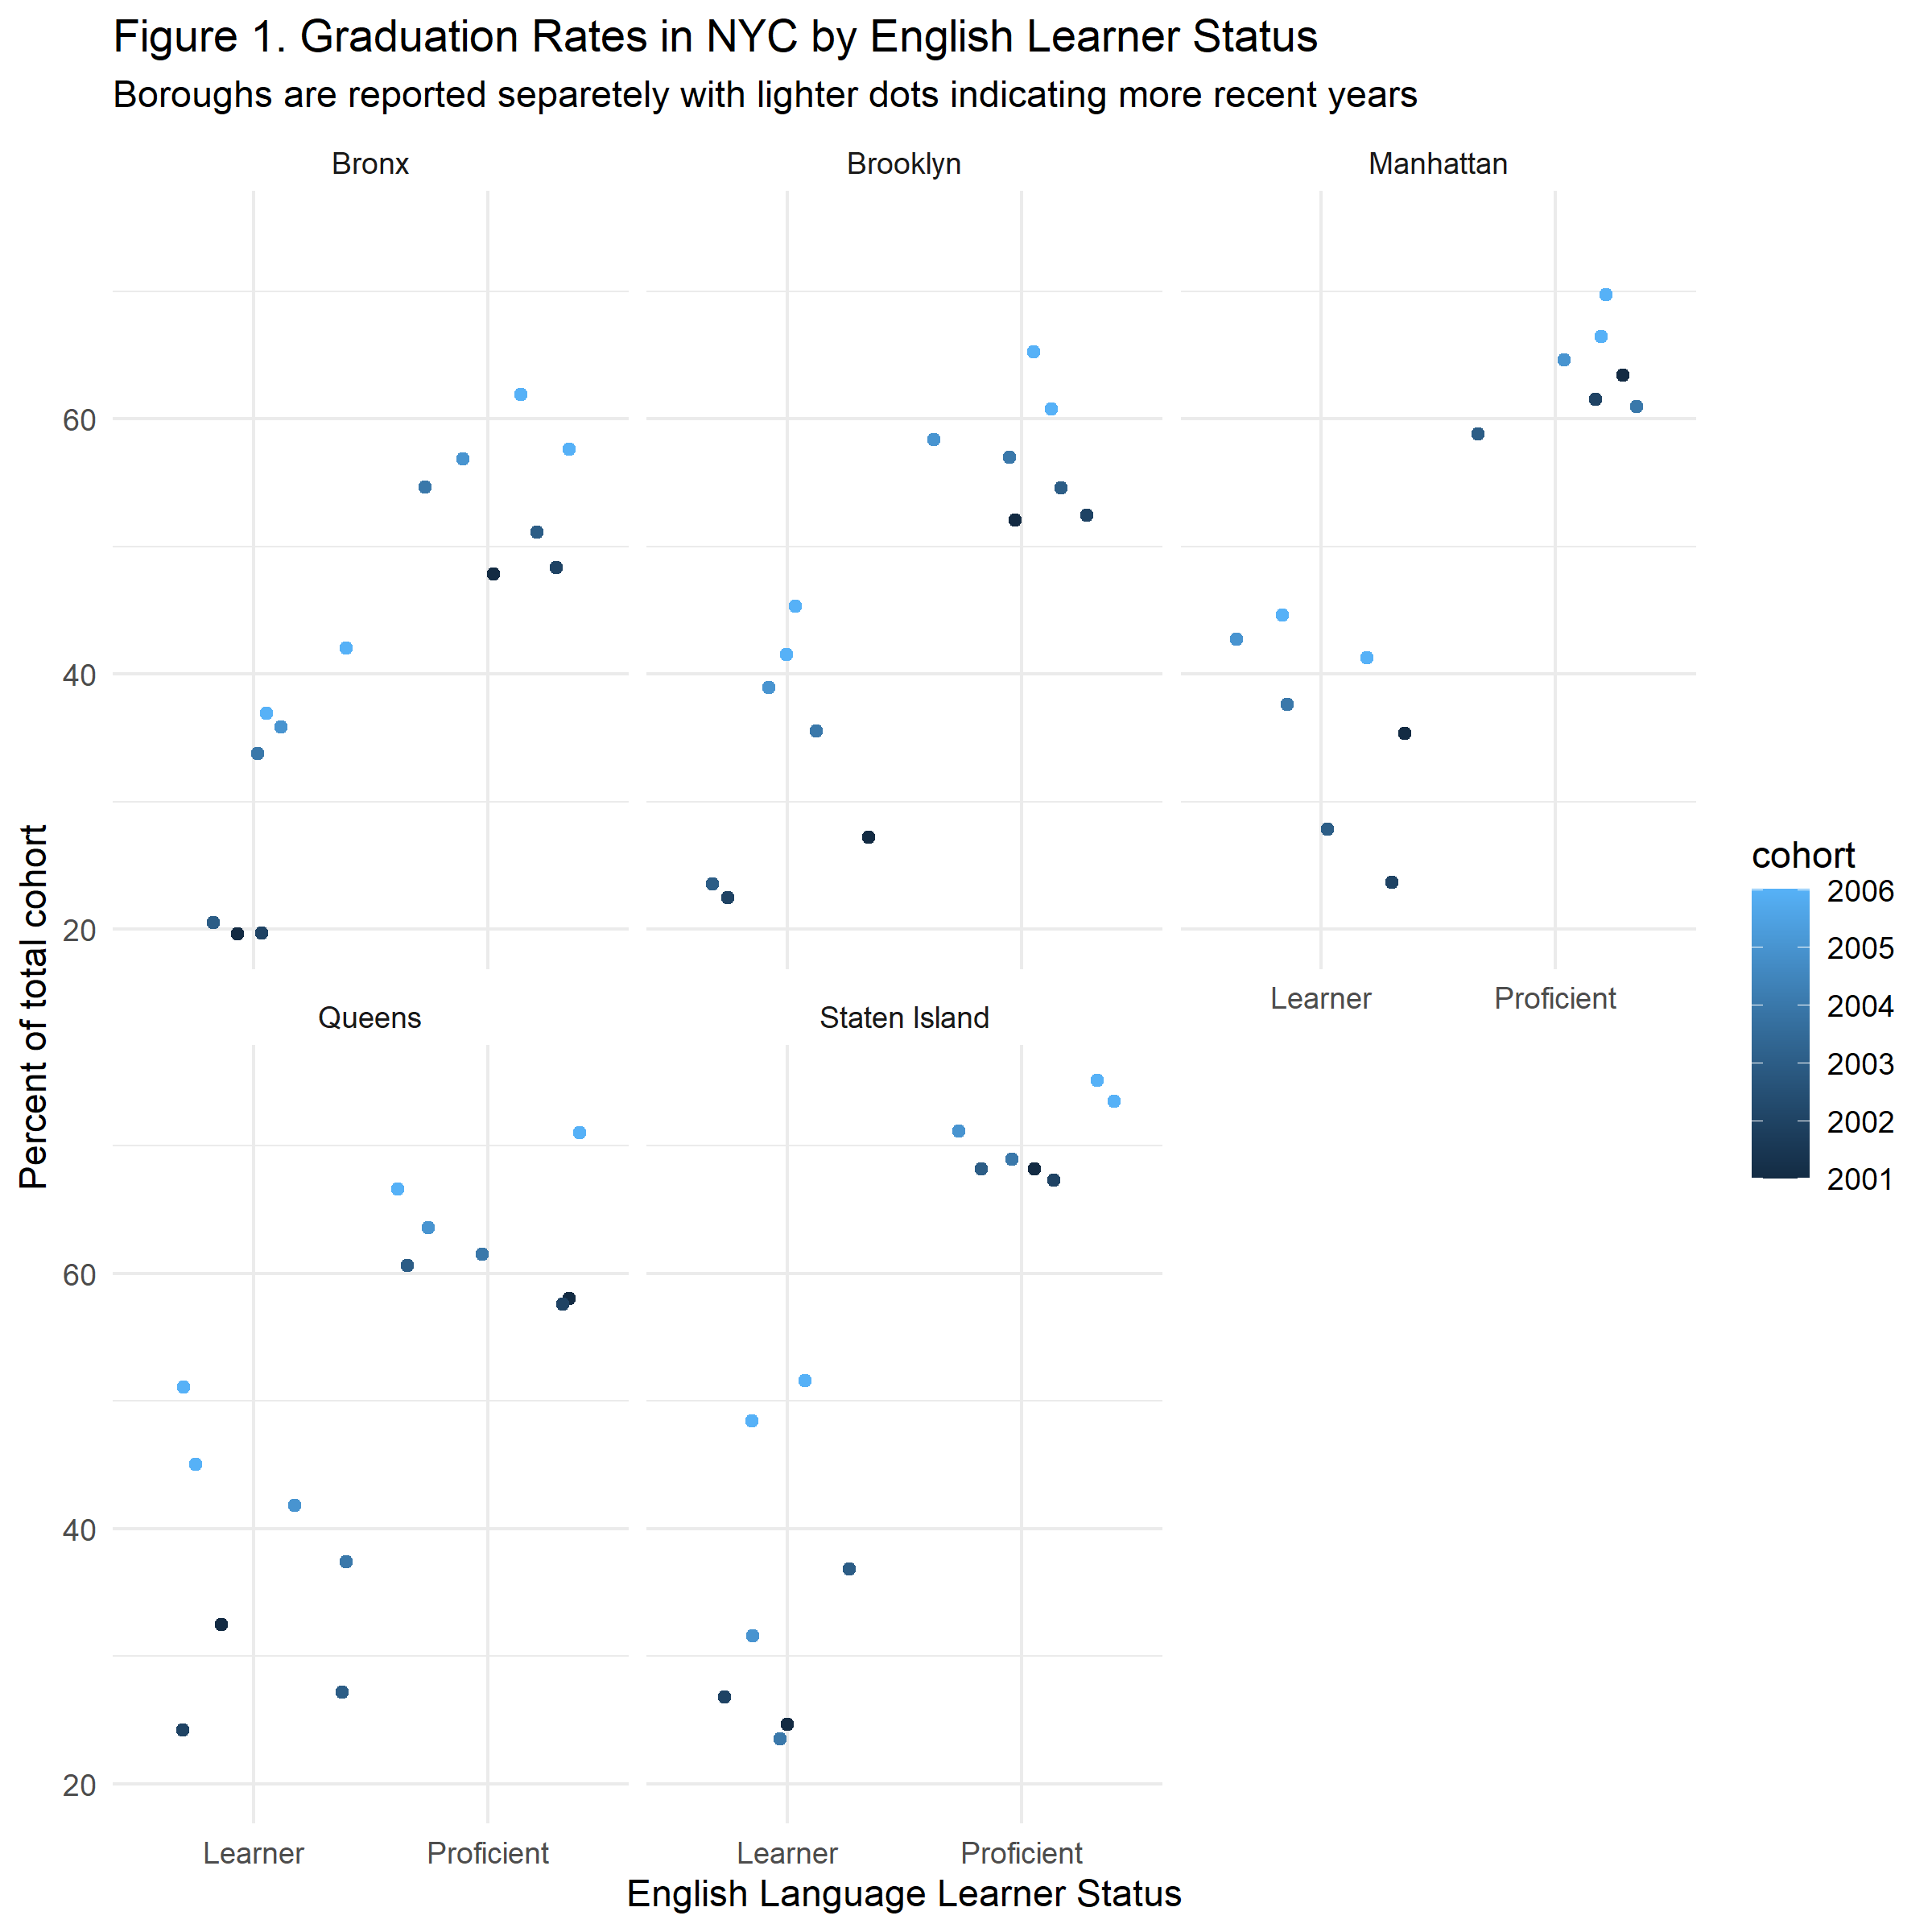 Figure 1. Graduation Rates in NYC by English Learner Status
Boroughs are reported separetely with lighter dots indicating more recent years
Bronx
Brooklyn
Manhattan
60
40
20
Learner
Proficient
Queens
Staten Island
60
40
20
Learner
Proficient
Learner
Proficient
English Language Learner Status
Percent of total cohort
cohort
2006
2005
2004
2003
2002
2001